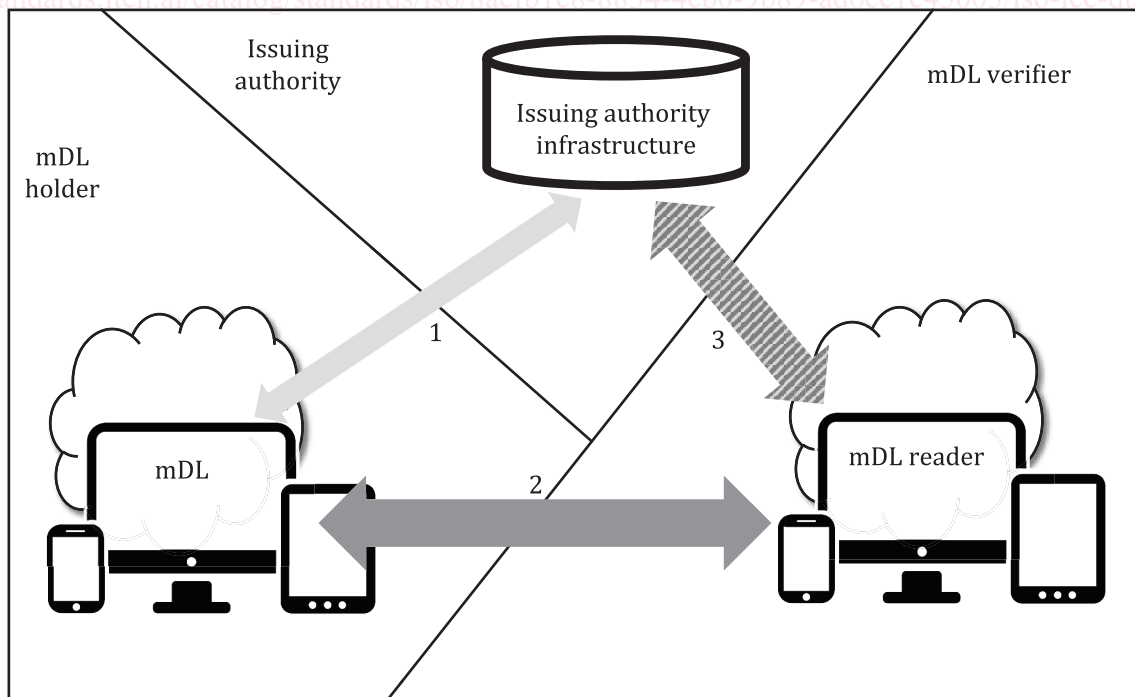 Issuing
authority
mDL verifier
Issuing authority
infrastructure
mDL
holder
1
3
mDL
mDL reader
2